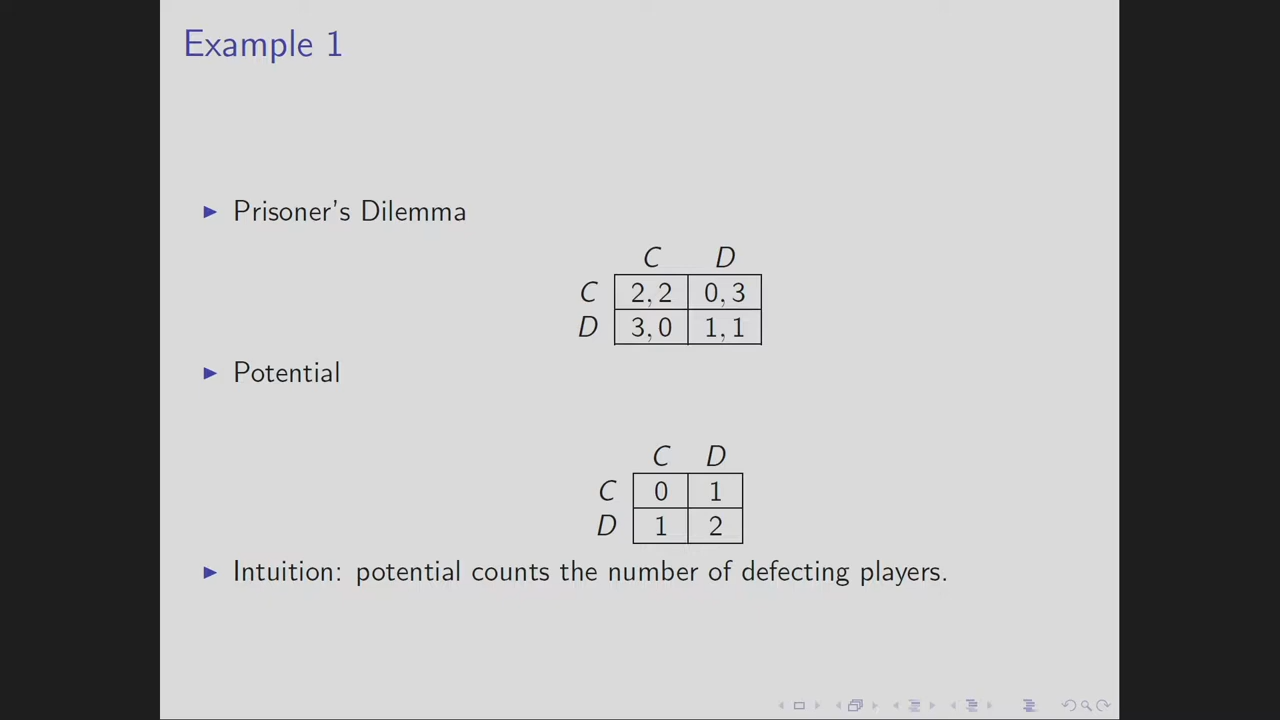 Example 1
Prisoner's Dilemma
C D
C 2, 2 0, 3
D 3, 0 1, 1
Potential
C D
C 0 1
D 1 2
Intuition: potential counts the number of defecting players.